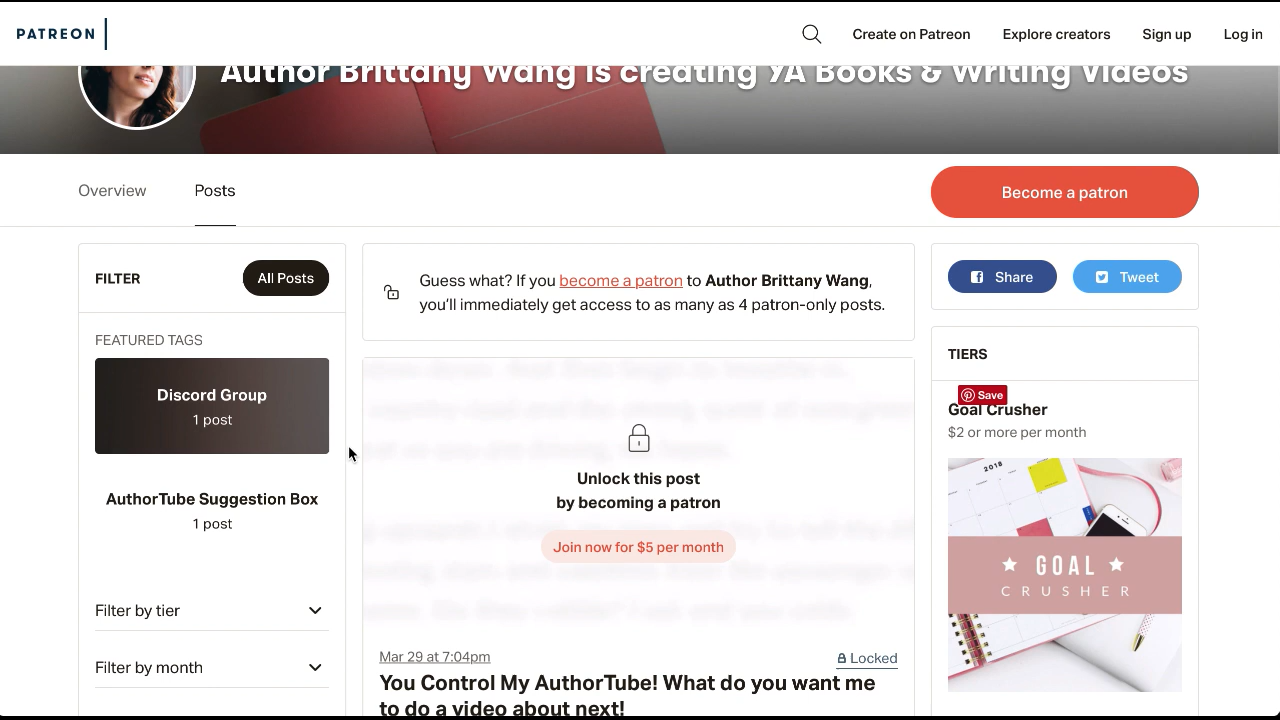 PATREON
Create on Patreon
Explore creators
Sign up
Log in
Author Brittany Wang is creating YA Books & Writing Videos
Overview
Posts
Become a patron
FILTER
All Posts
FEATURED TAGS
Discord Group
1 post
AuthorTube Suggestion Box
1 post
Filter by tier
Filter by month
Guess what? If you become a patron to Author Brittany Wang,
you'll immediately get access to as many as 4 patron-only posts.
Unlock this post
by becoming a patron
Join now for $5 per month
Mar 29 at 7:04pm
Locked
You Control My AuthorTube! What do you want me
to do a video about next!
Share
Tweet
TIERS
Save
Goal Crusher
$2 or more per month
2018
GOAL
CRUSHER